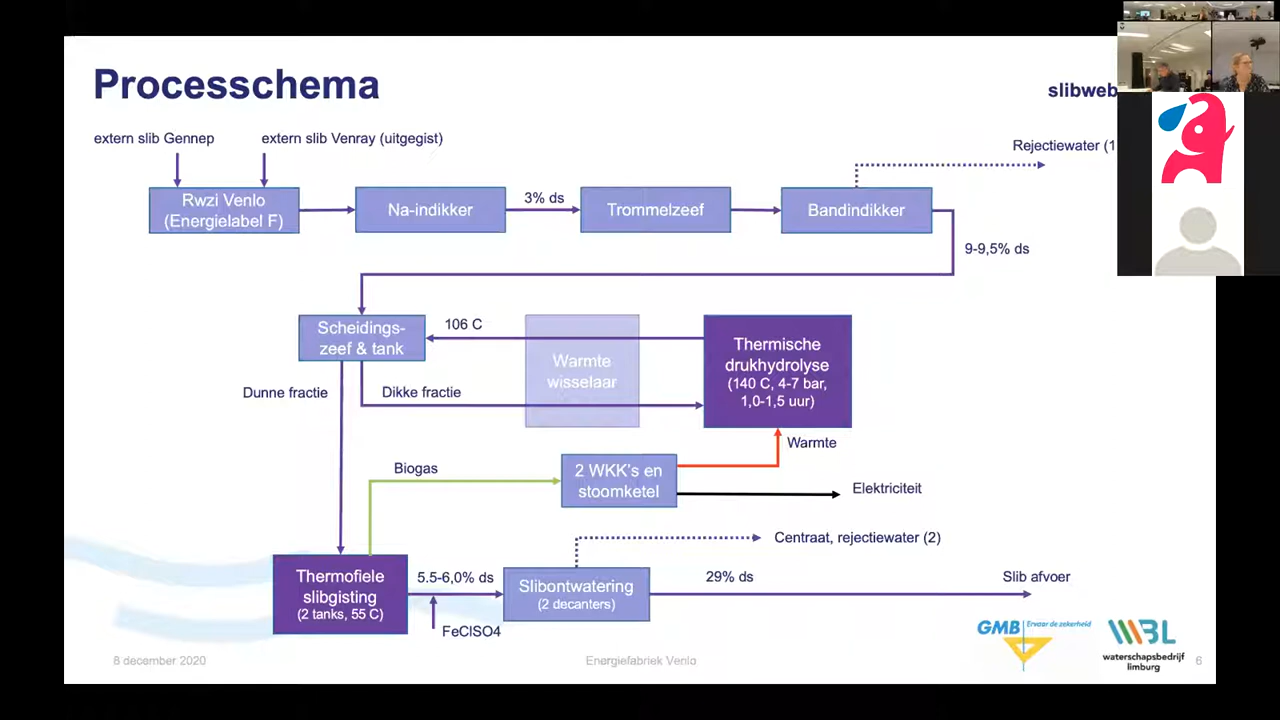 Processchema
slibweb
extern slib Gennep
extern slib Venray (uitgegist)
Rejectiewater (1
Rwzi Venlo
(Energielabel F)
Na-indikker
3% ds
Trommelzeef
Bandindikker
9-9,5% ds
Scheidings-
zeef & tank
106 C
Warmte
wisselaar
Thermische
drukhydrolyse
(140 C, 4-7 bar,
1,0-1,5 uur)
Dunne fractie
Dikke fractie
Warmte
Biogas
2 WKK's en
stoomketel
Elektriciteit
Centraat, rejectiewater (2)
Thermofiele
slibgisting
(2 tanks, 55 C)
5.5-6,0% ds
Slibontwatering
(2 decanters)
29% ds
Slib afvoer
FeClSO4
GMB Ervaar de zekerheid
WBL
waterschapsbedrijf
limburg
8 december 2020
Energiefabriek Venlo
6